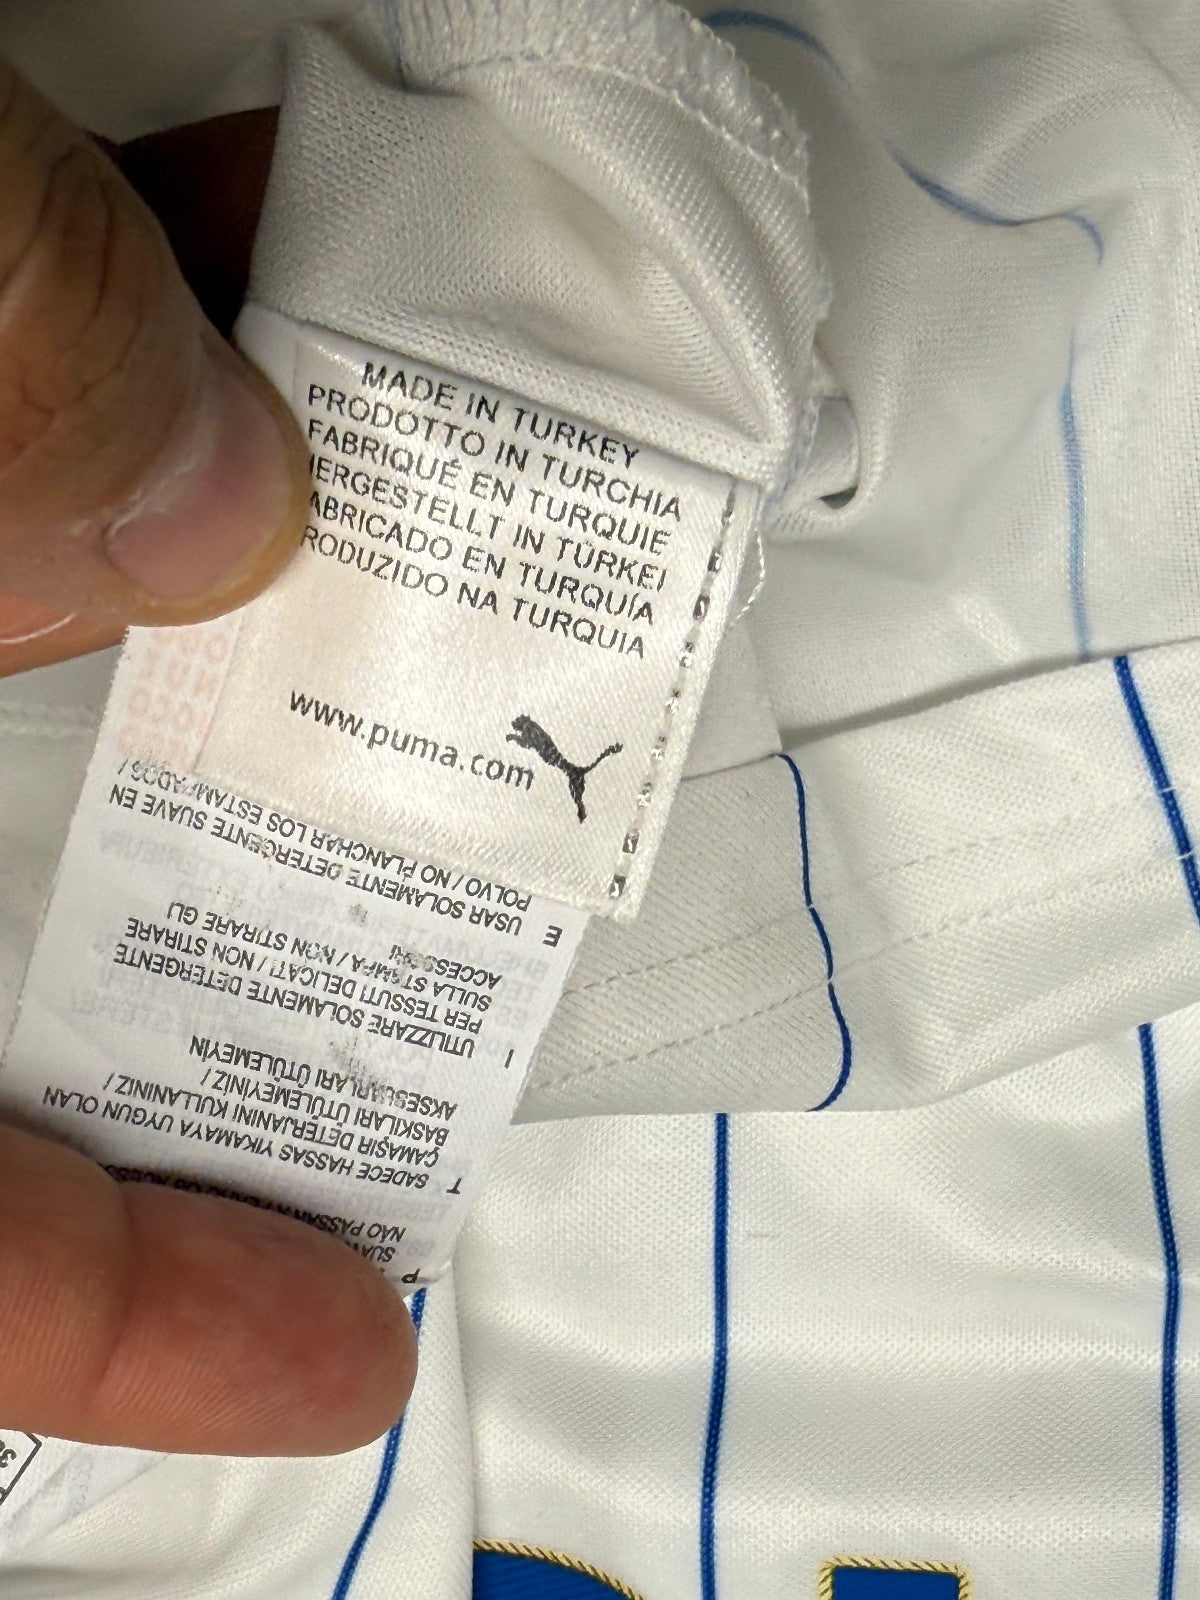 MADE IN TURKEY
PRODOTTO IN TURCHIA
FABRIQUÉ EN TURQUIE
HERGESTELLT IN TÜRKEI
FABRICADO EN TURQUÍA
PRODUZIDO NA TURQUIA
www.puma.com
P
NÃO PASSAR A
T SADECE HASSAS YIKAMAYA UYGUN OLAN
ÇAMAŞIR DETERJANINI KULLANINIZ /
BASKILARI ÜTÜLEMEYİNİZ /
AKSESUARLARI ÜTÜLEMEYİN
I UTILIZZARE SOLAMENTE DETERGENTE
PER TESSUTI DELICATI / NON STIRARE
SULLA STAMPA / NON STIRARE GLI
ACCESSORI
E USAR SOLAMENTE DETERGENTE SUAVE EN
POLVO / NO PLANCHAR LOS ESTAMPADOS /